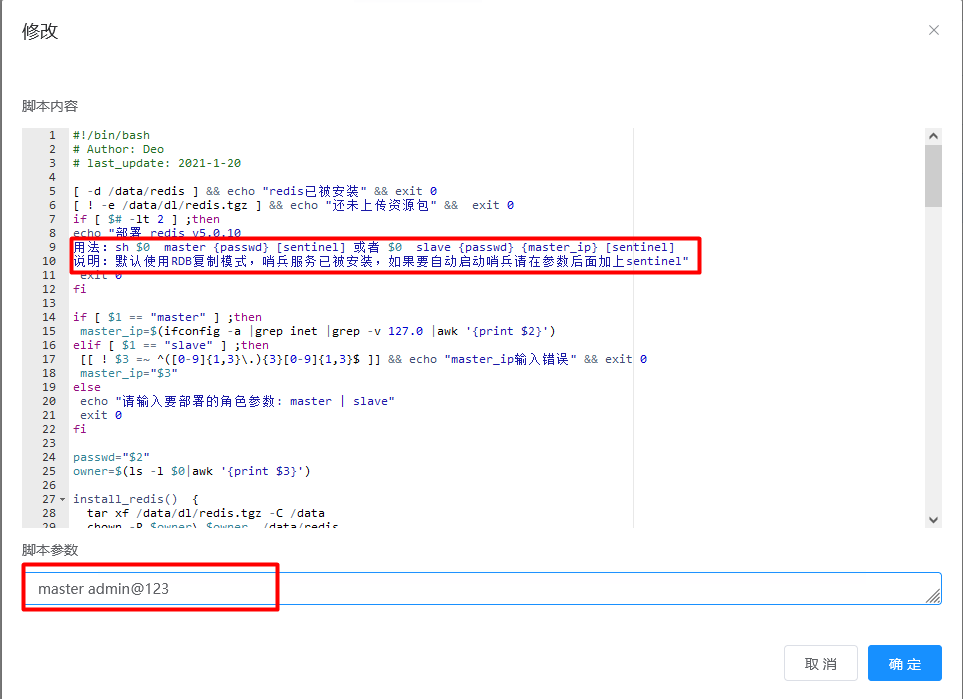 修改
脚本内容
1 #!/bin/bash
2 # Author: Deo
3 # last_update: 2021-1-20
4
5 [ -d /data/redis ] && echo "redis已被安装" && exit 0
6 [ ! -e /data/dl/redis.tgz ] && echo "还未上传资源包" &&  exit 0
7 if [ $# -lt 2 ] ;then
8 echo "部署 redis v5.0.10
9 用法: sh $0  master {passwd} [sentinel] 或者 $0  slave {passwd} {master_ip} [sentinel]
10 说明: 默认使用RDB复制模式，哨兵服务已被安装，如果要自动启动哨兵请在参数后面加上sentinel"
11  exit 0
12 fi
13
14 if [ $1 == "master" ] ;then
15  master_ip=$(ifconfig -a |grep inet |grep -v 127.0 |awk '{print $2}')
16 elif [ $1 == "slave" ] ;then
17  [[ ! $3 =~ ^([0-9]{1,3}\.){3}[0-9]{1,3}$ ]] && echo "master_ip输入错误" && exit 0
18  master_ip="$3"
19 else
20  echo "请输入要部署的角色参数: master | slave"
21  exit 0
22 fi
23
24 passwd="$2"
25 owner=$(ls -l $0|awk '{print $3}')
26
27 install_redis()  {
28   tar xf /data/dl/redis.tgz -C /data
29   chown -R $owner\.$owner  /data/redis
脚本参数
master admin@123
取消
确定